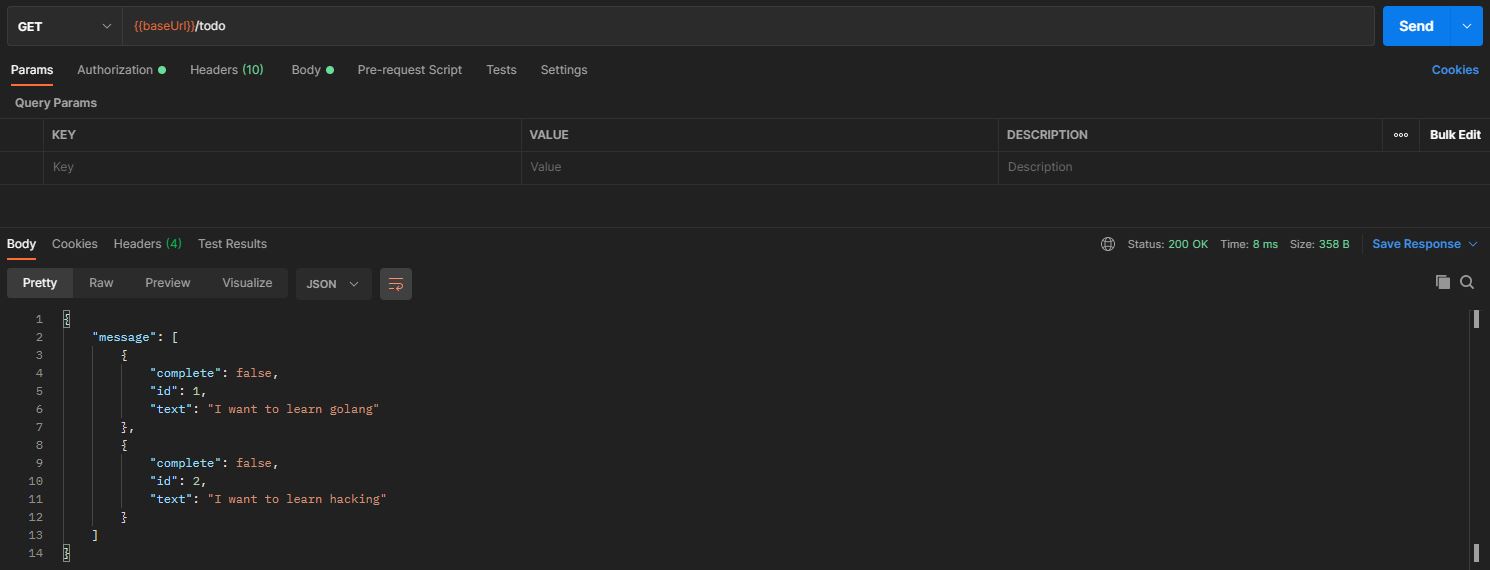 GET {{baseUrl}}/todo Send
Params Authorization Headers (10) Body Pre-request Script Tests Settings Cookies
Query Params
KEY VALUE DESCRIPTION Bulk Edit
Key Value Description
Body Cookies Headers (4) Test Results Status: 200 OK Time: 8 ms Size: 358 B Save Response
Pretty Raw Preview Visualize JSON
1 {
2 "message": [
3 {
4 "complete": false,
5 "id": 1,
6 "text": "I want to learn golang"
7 },
8 {
9 "complete": false,
10 "id": 2,
11 "text": "I want to learn hacking"
12 }
13 ]
14 }